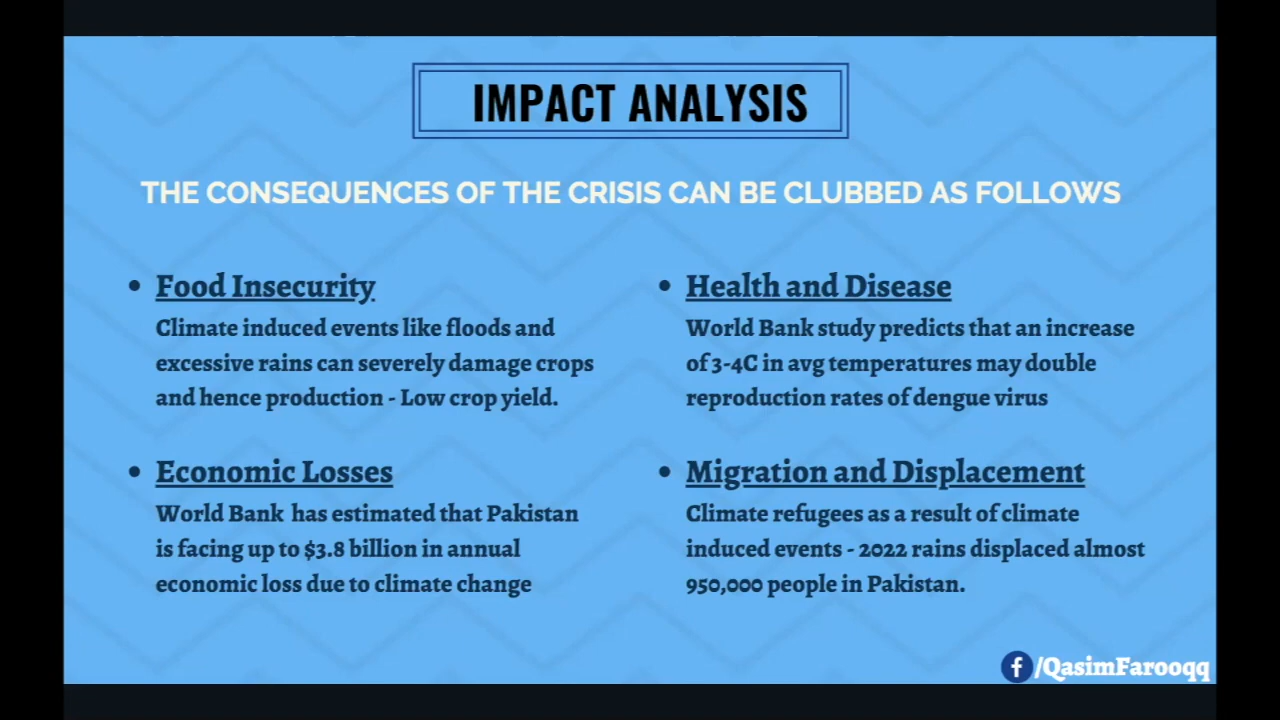 IMPACT ANALYSIS
THE CONSEQUENCES OF THE CRISIS CAN BE CLUBBED AS FOLLOWS
• Food Insecurity
Climate induced events like floods and
excessive rains can severely damage crops
and hence production - Low crop yield.
• Economic Losses
World Bank has estimated that Pakistan
is facing up to $3.8 billion in annual
economic loss due to climate change
• Health and Disease
World Bank study predicts that an increase
of 3-4C in avg temperatures may double
reproduction rates of dengue virus
• Migration and Displacement
Climate refugees as a result of climate
induced events - 2022 rains displaced almost
950,000 people in Pakistan.
/QasimFarooqq